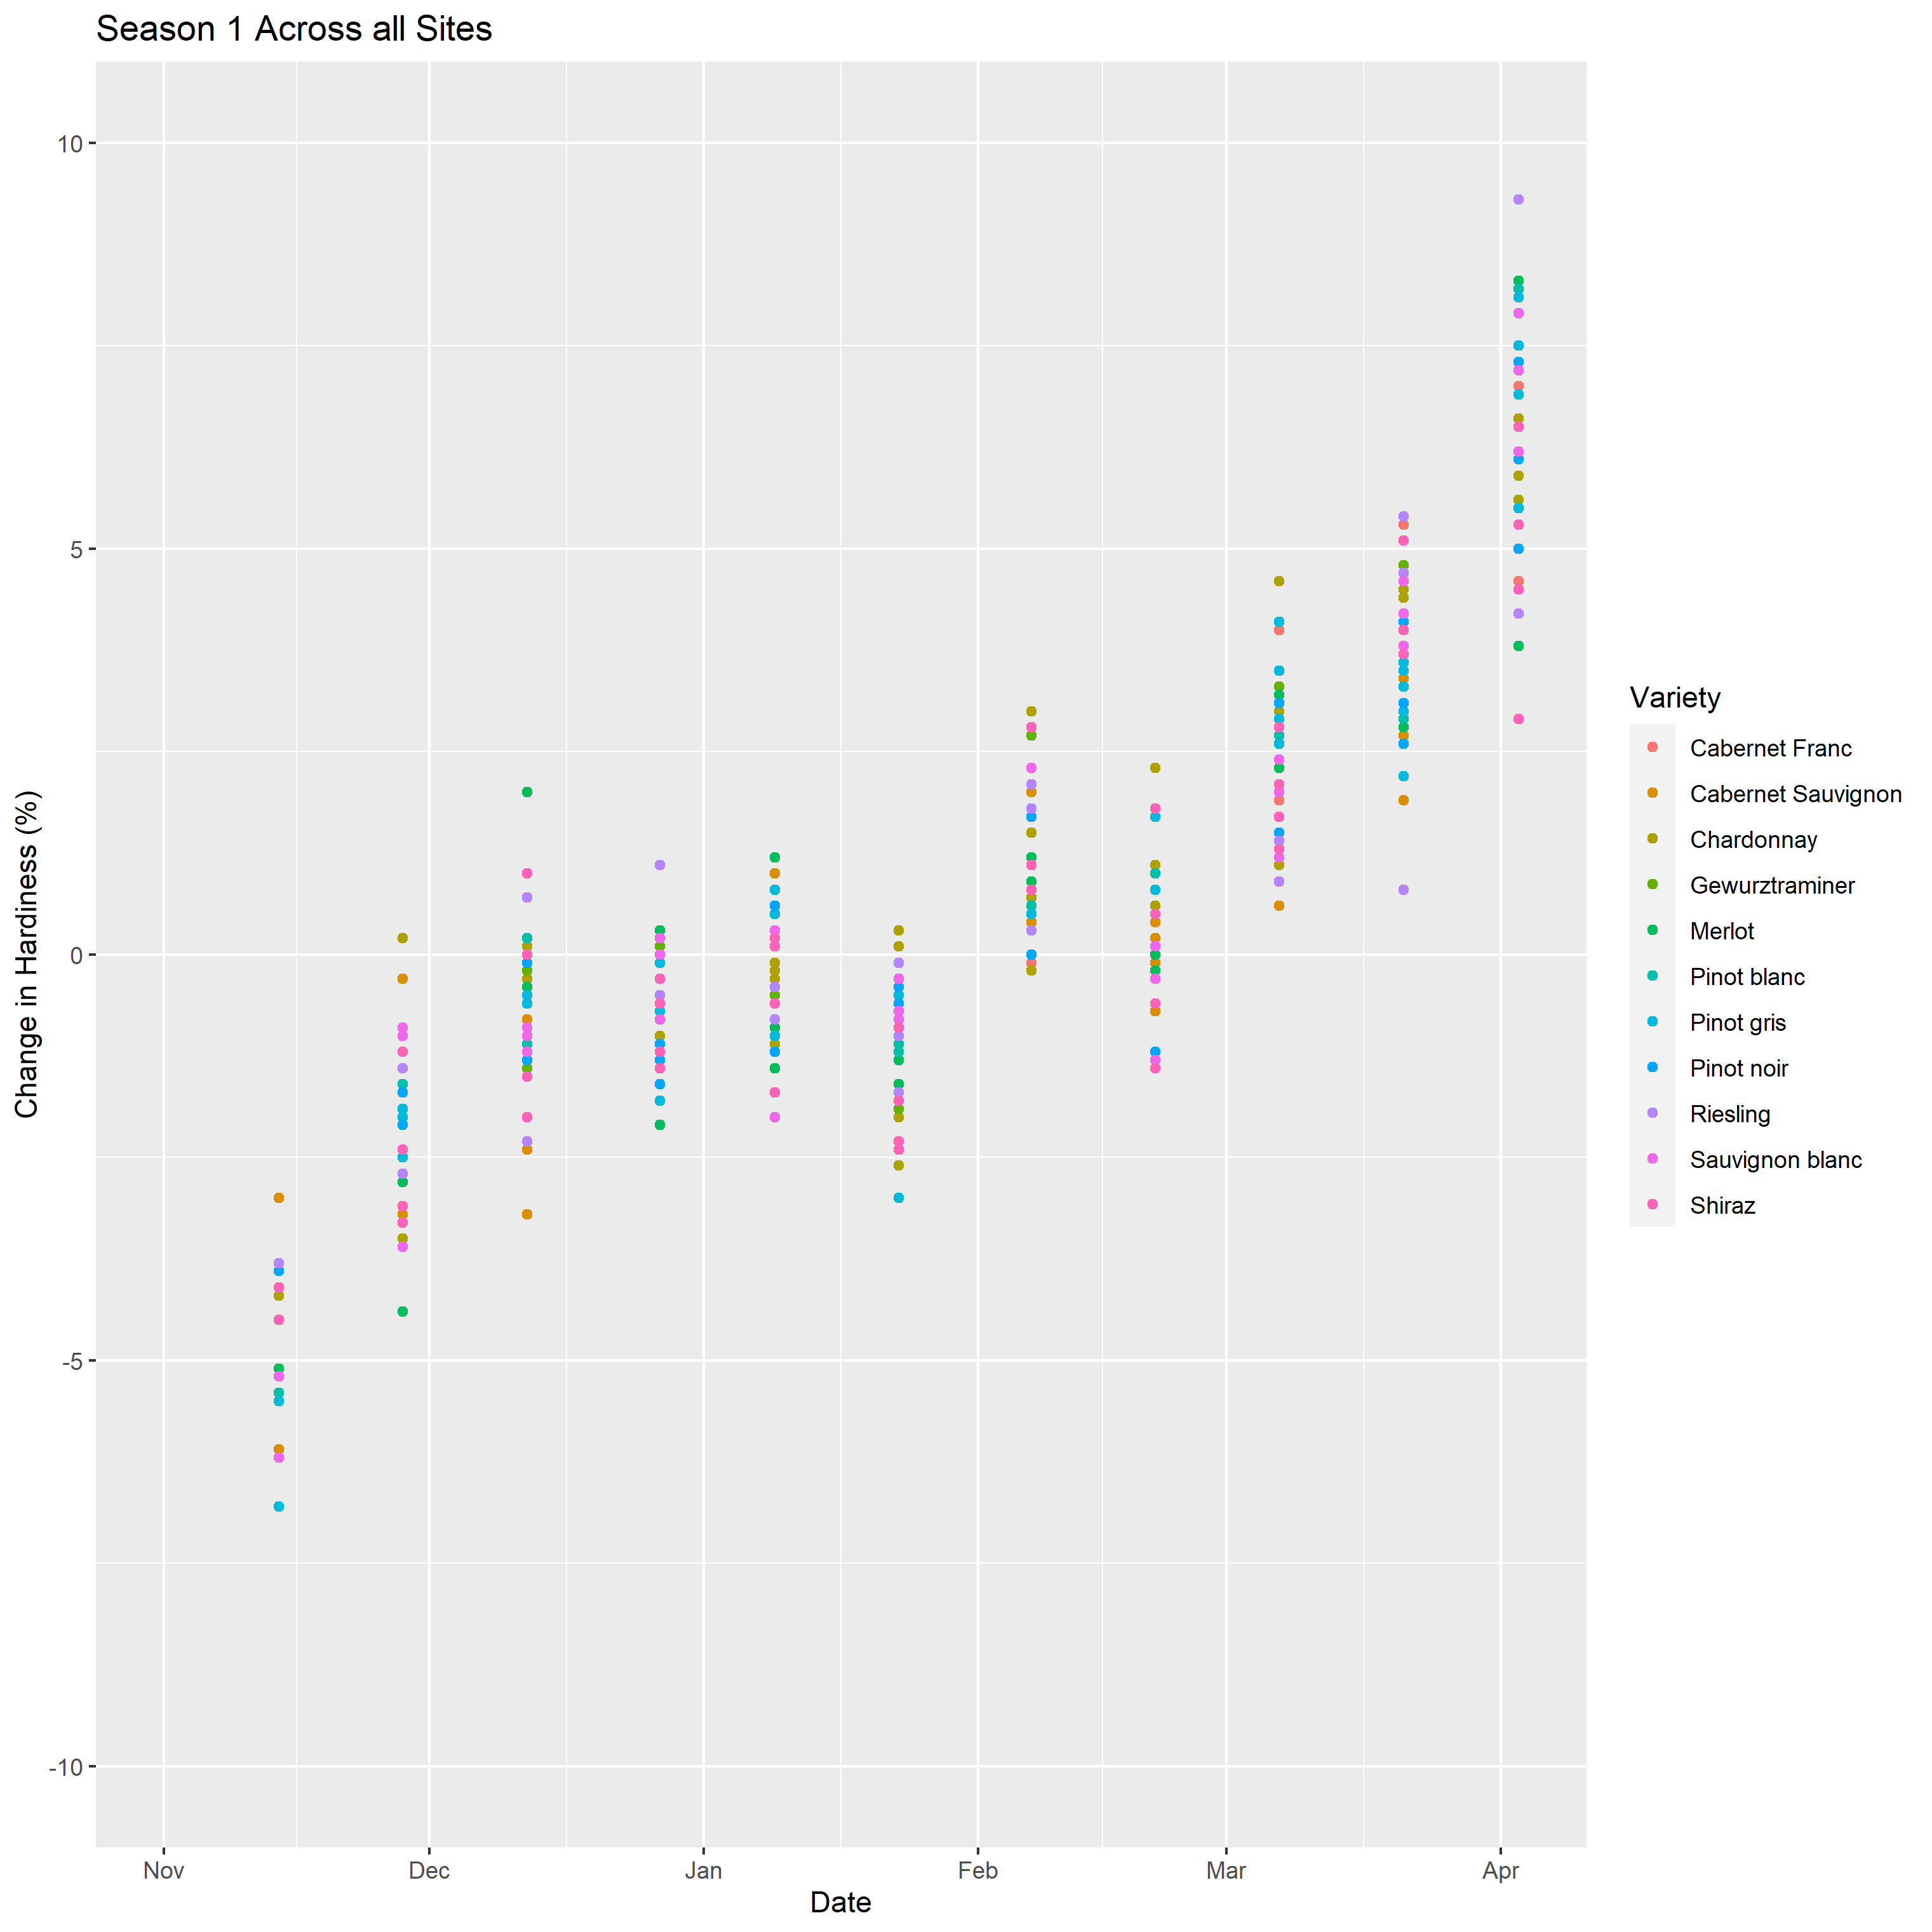 Season 1 Across all Sites
10
5
0
-5
-10
Change in Hardiness (%)
Nov
Dec
Jan
Feb
Mar
Apr
Date
Variety
Cabernet Franc
Cabernet Sauvignon
Chardonnay
Gewurztraminer
Merlot
Pinot blanc
Pinot gris
Pinot noir
Riesling
Sauvignon blanc
Shiraz